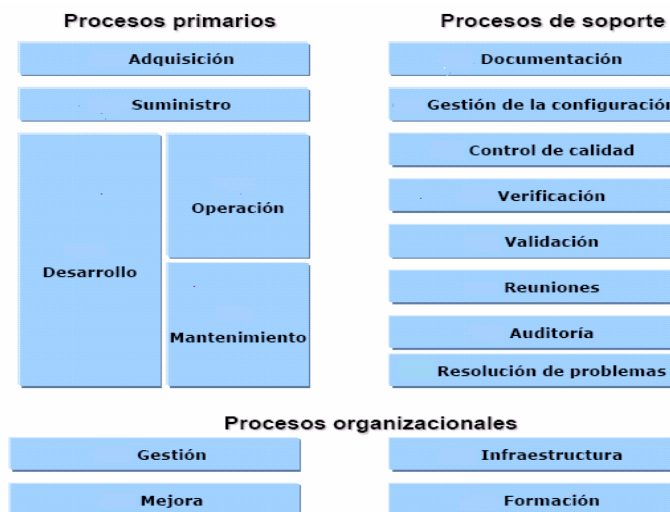 Procesos primarios
Adquisición
Suministro
Desarrollo
Operación
Mantenimiento
Procesos de soporte
Documentación
Gestión de la configuración
Control de calidad
Verificación
Validación
Reuniones
Auditoría
Resolución de problemas
Procesos organizacionales
Gestión
Infraestructura
Mejora
Formación